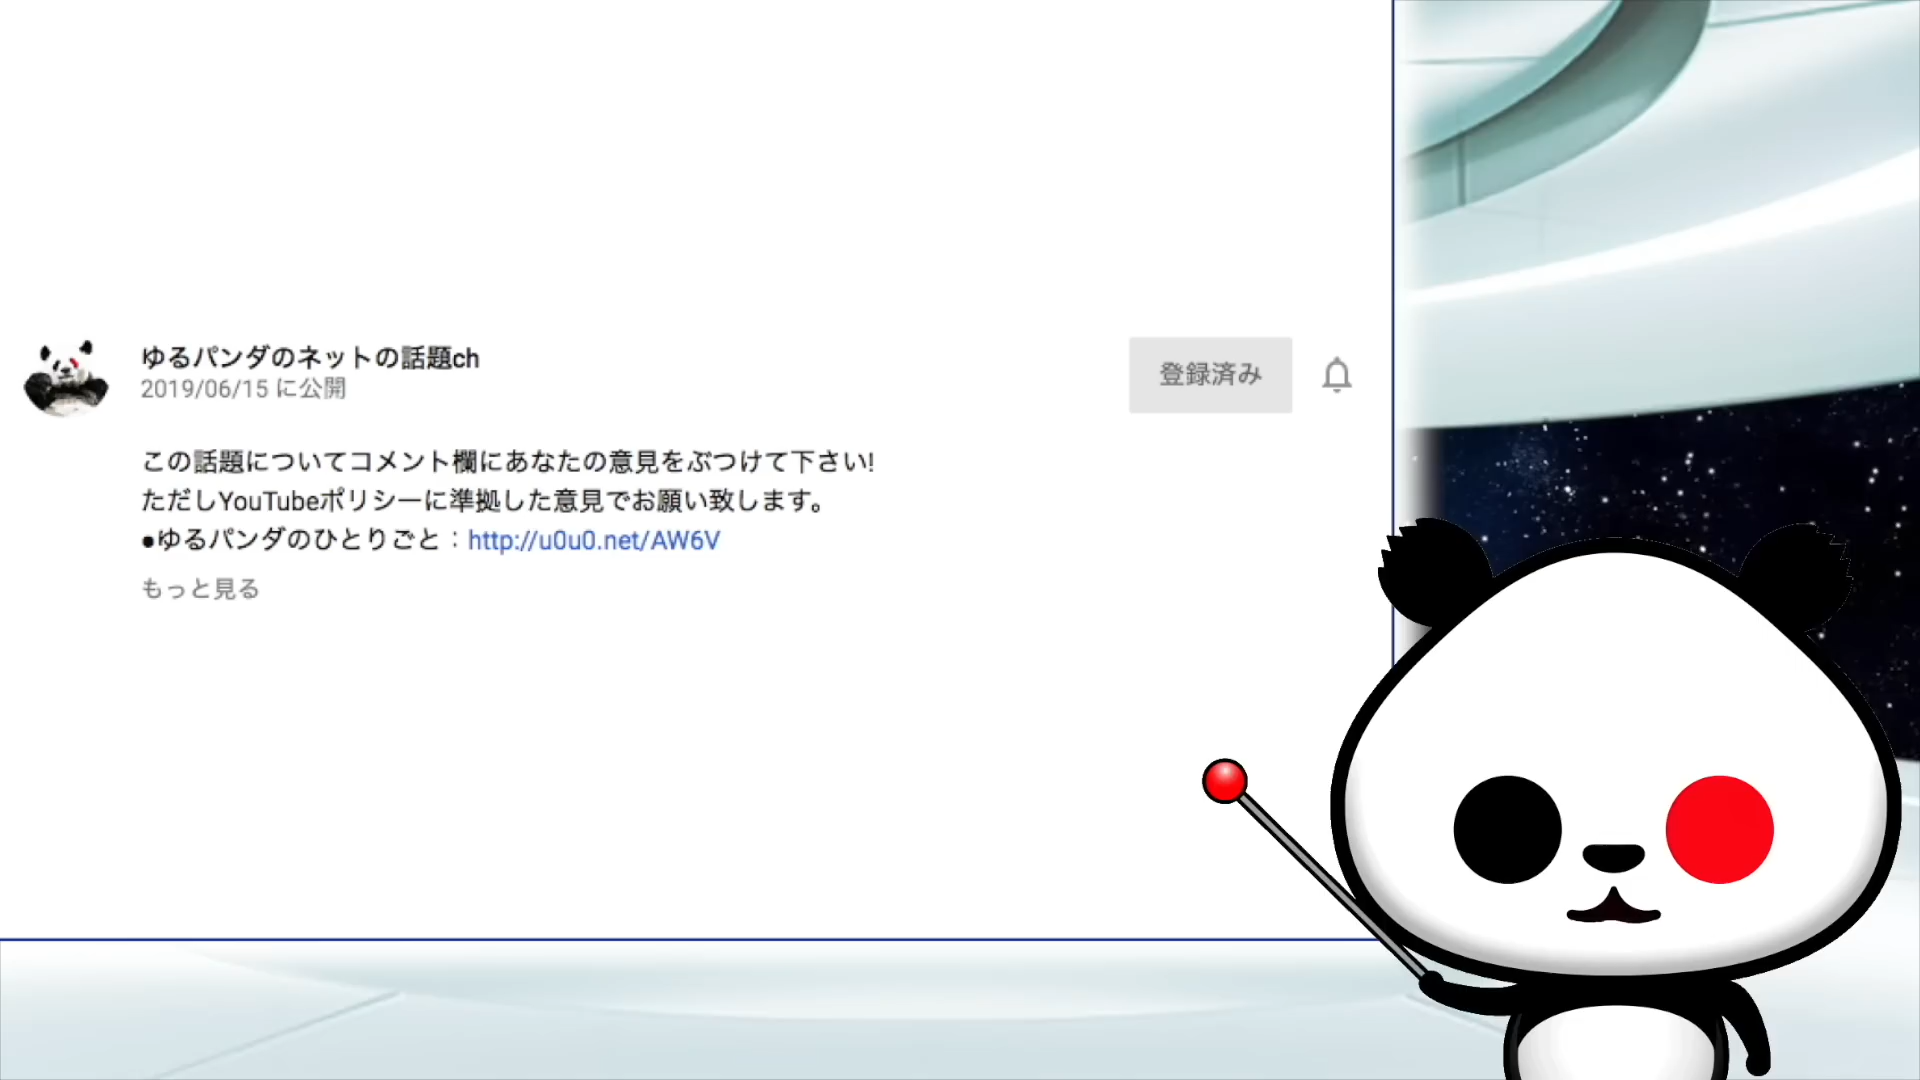 ゆるパンダのネットの話題ch
2019/06/15 に公開
登録済み
この話題についてコメント欄にあなたの意見をぶつけて下さい!
ただしYouTubeポリシーに準拠した意見でお願い致します。
●ゆるパンダのひとりごと：http://u0u0.net/AW6V
もっと見る